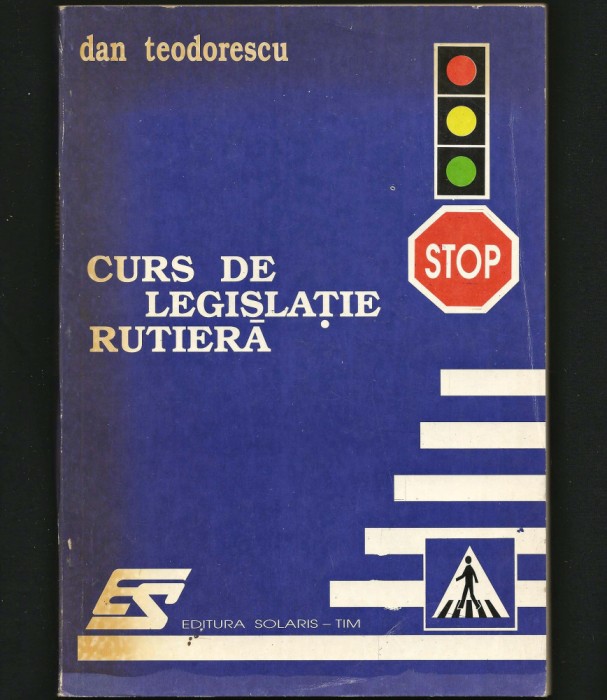 dan teodorescu
STOP
CURS DE
LEGISLAȚIE
RUTIERĂ
ES
EDITURA SOLARIS – TIM